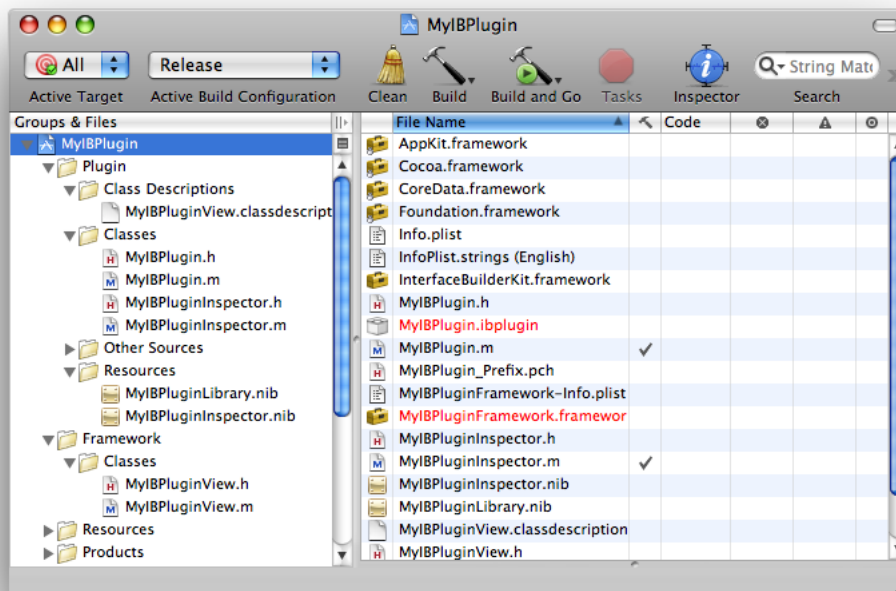 MyIBPlugin
All
Release
String Matc
Active Target
Active Build Configuration
Clean
Build
Build and Go
Tasks
Inspector
Search
Groups & Files
MyIBPlugin
Plugin
Class Descriptions
MyIBPluginView.classdescript
Classes
MyIBPlugin.h
MyIBPlugin.m
MyIBPluginInspector.h
MyIBPluginInspector.m
Other Sources
Resources
MyIBPluginLibrary.nib
MyIBPluginInspector.nib
Framework
Classes
MyIBPluginView.h
MyIBPluginView.m
Resources
Products
File Name
Code
AppKit.framework
Cocoa.framework
CoreData.framework
Foundation.framework
Info.plist
InfoPlist.strings (English)
InterfaceBuilderKit.framework
MyIBPlugin.h
MyIBPlugin.ibplugin
MyIBPlugin.m
MyIBPlugin_Prefix.pch
MyIBPluginFramework-Info.plist
MyIBPluginFramework.framewor
MyIBPluginInspector.h
MyIBPluginInspector.m
MyIBPluginInspector.nib
MyIBPluginLibrary.nib
MyIBPluginView.classdescription
MyIBPluginView.h